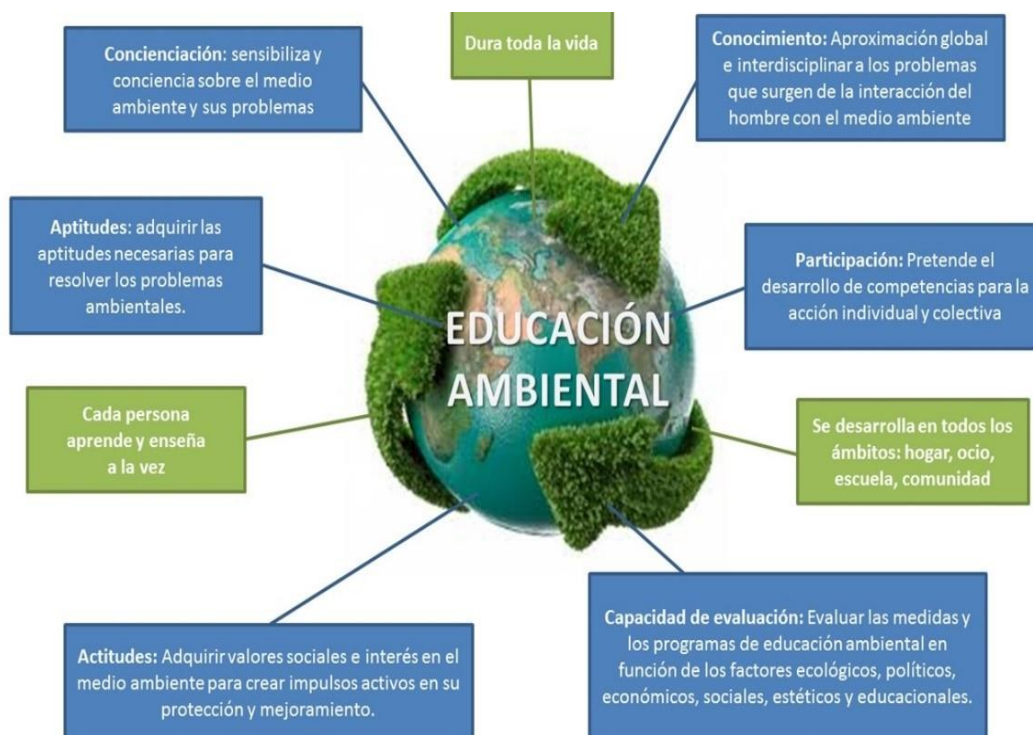 Concienciación: sensibiliza y
conciencia sobre el medio
ambiente y sus problemas
Dura toda la vida
Conocimiento: Aproximación global
e interdisciplinar a los problemas
que surgen de la interacción del
hombre con el medio ambiente
Aptitudes: adquirir las
aptitudes necesarias para
resolver los problemas
ambientales.
Participación: Pretende el
desarrollo de competencias para la
acción individual y colectiva
EDUCACIÓN
AMBIENTAL
Cada persona
aprende y enseña
a la vez
Se desarrolla en todos los
ámbitos: hogar, ocio,
escuela, comunidad
Actitudes: Adquirir valores sociales e interés en el
medio ambiente para crear impulsos activos en su
protección y mejoramiento.
Capacidad de evaluación: Evaluar las medidas y
los programas de educación ambiental en
función de los factores ecológicos, políticos,
económicos, sociales, estéticos y educacionales.